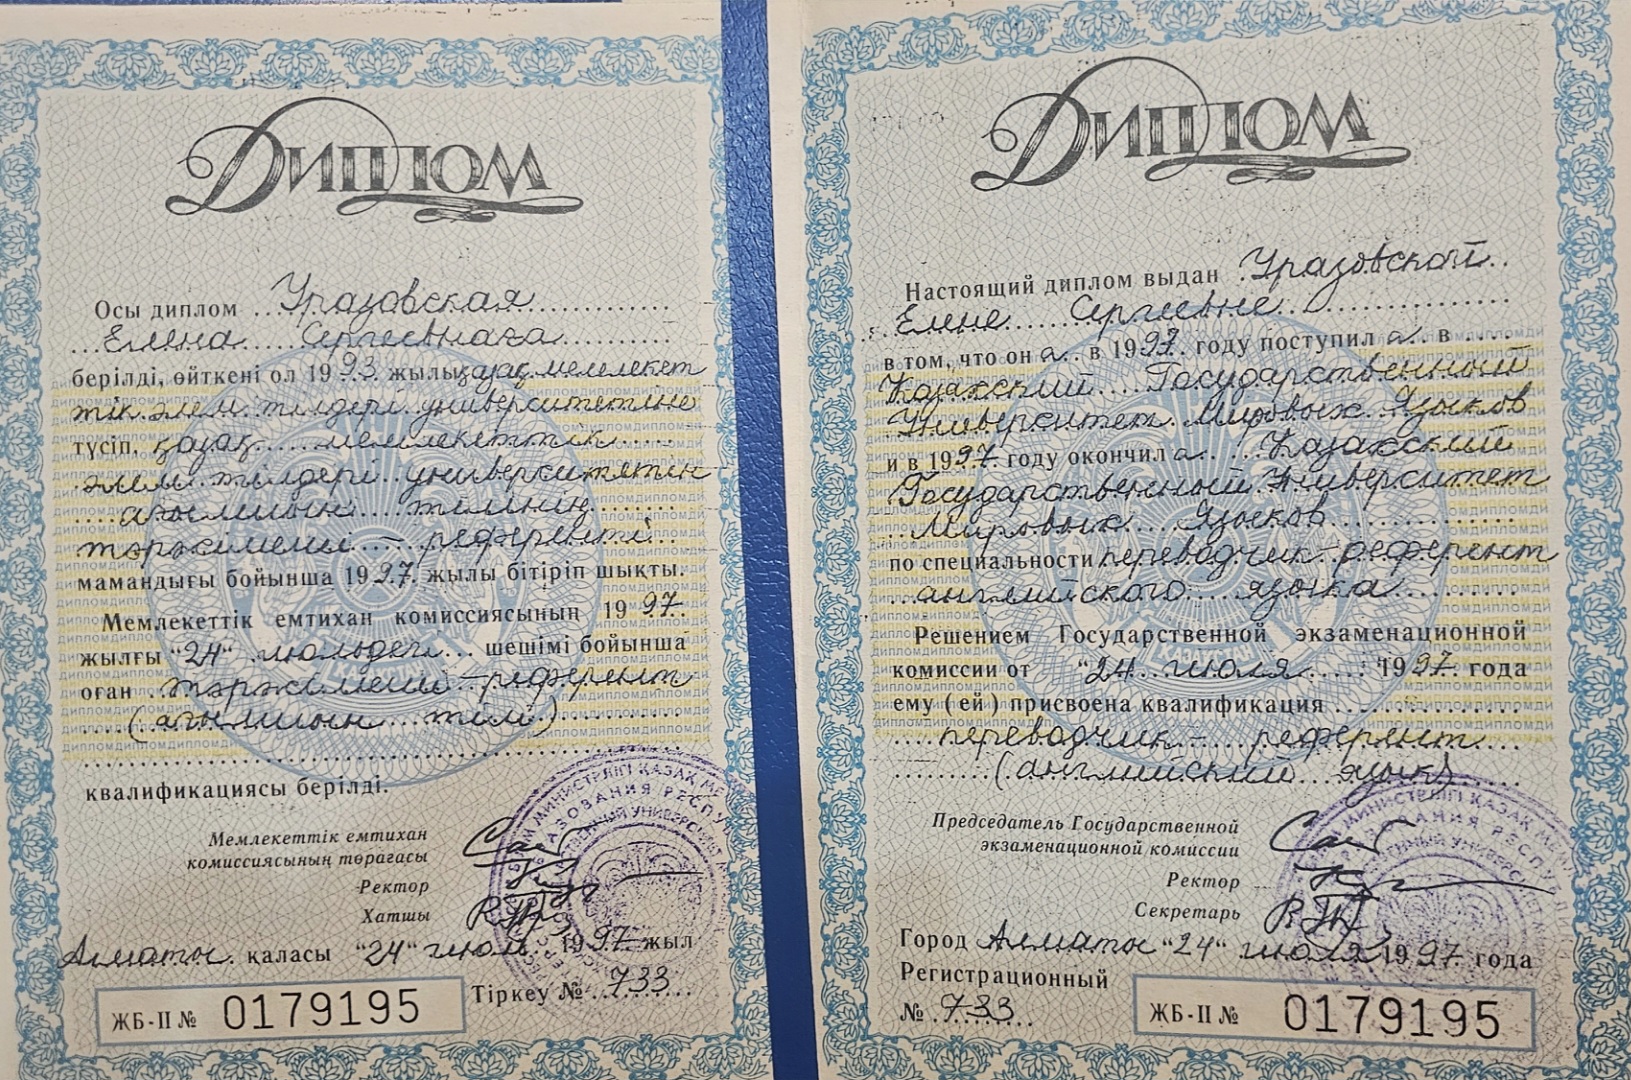 Диплом
Осы диплом Уразовская
Елена Сергеевнаға
берілді, өйткені ол 1993 жылы қазақ мемлекет
тік әлем тілдері университетіне
түсіп, қазақ мемлекеттік
әлем тілдері университетін
ағылшын тілінің
тәржімеші - референті
мамандығы бойынша 1997. жылы бітіріп шықты.
Мемлекеттік емтихан комиссиясының 1997.
жылғы "24" июльдегі шешімі бойынша
оған тәржімеші - референт
(ағылшын тілі)
квалификациясы берілді.
Мемлекеттік емтихан
комиссиясының төрағасы
Ректор
Хатшы
Алматы қаласы "24" июль 1997 жыл
Тіркеу № 733
ЖБ-II № 0179195
Диплом
Настоящий диплом выдан Уразовской
Елене Сергеевне
в том, что он а в 1997. году поступил а в
Казахский Государственный
Университет Мировых Языков
и в 1997. году окончил а Казахский
Государственный Университет
Мировых Языков
по специальности переводчик-референт
английского языка
Решением Государственной экзаменационной
комиссии от "24 июля 1997 года
ему (ей) присвоена квалификация
переводчик - референт
(английский язык)
Председатель Государственной
экзаменационной комиссии
Ректор
Секретарь
Город Алматы "24" июля 1997. года
Регистрационный
№ 733
ЖБ-II № 0179195